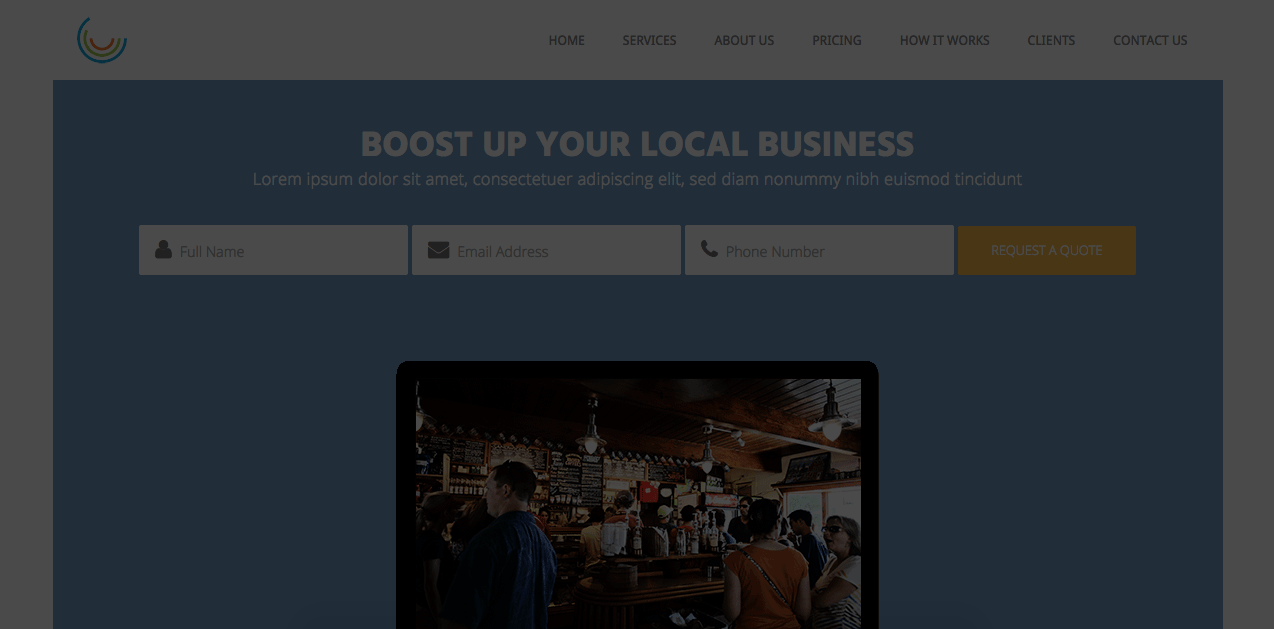 HOME SERVICES ABOUT US PRICING HOW IT WORKS CLIENTS CONTACT US
BOOST UP YOUR LOCAL BUSINESS
Lorem ipsum dolor sit amet, consectetuer adipiscing elit, sed diam nonummy nibh euismod tincidunt
Full Name Email Address Phone Number REQUEST A QUOTE